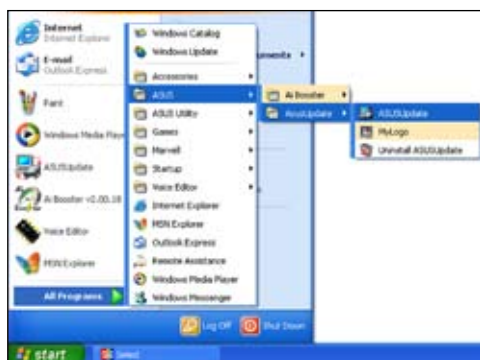 Internet
Internet Explorer
E-mail
Outlook Express
Paint
Windows Media Player
ASUSUpdate
Ai Booster v2.00.18
Voice Editor
MSN Explorer
All Programs
Windows Catalog
Windows Update
Accessories
ASUS
ASUS Utility
Games
Marvell
Startup
Voice Editor
Internet Explorer
MSN Explorer
Outlook Express
Remote Assistance
Windows Media Player
Windows Messenger
uments
Ai Booster
AsusUpdate
ASUSUpdate
MyLogo
Uninstall ASUSUpdate
Log Off
Shut Down
start